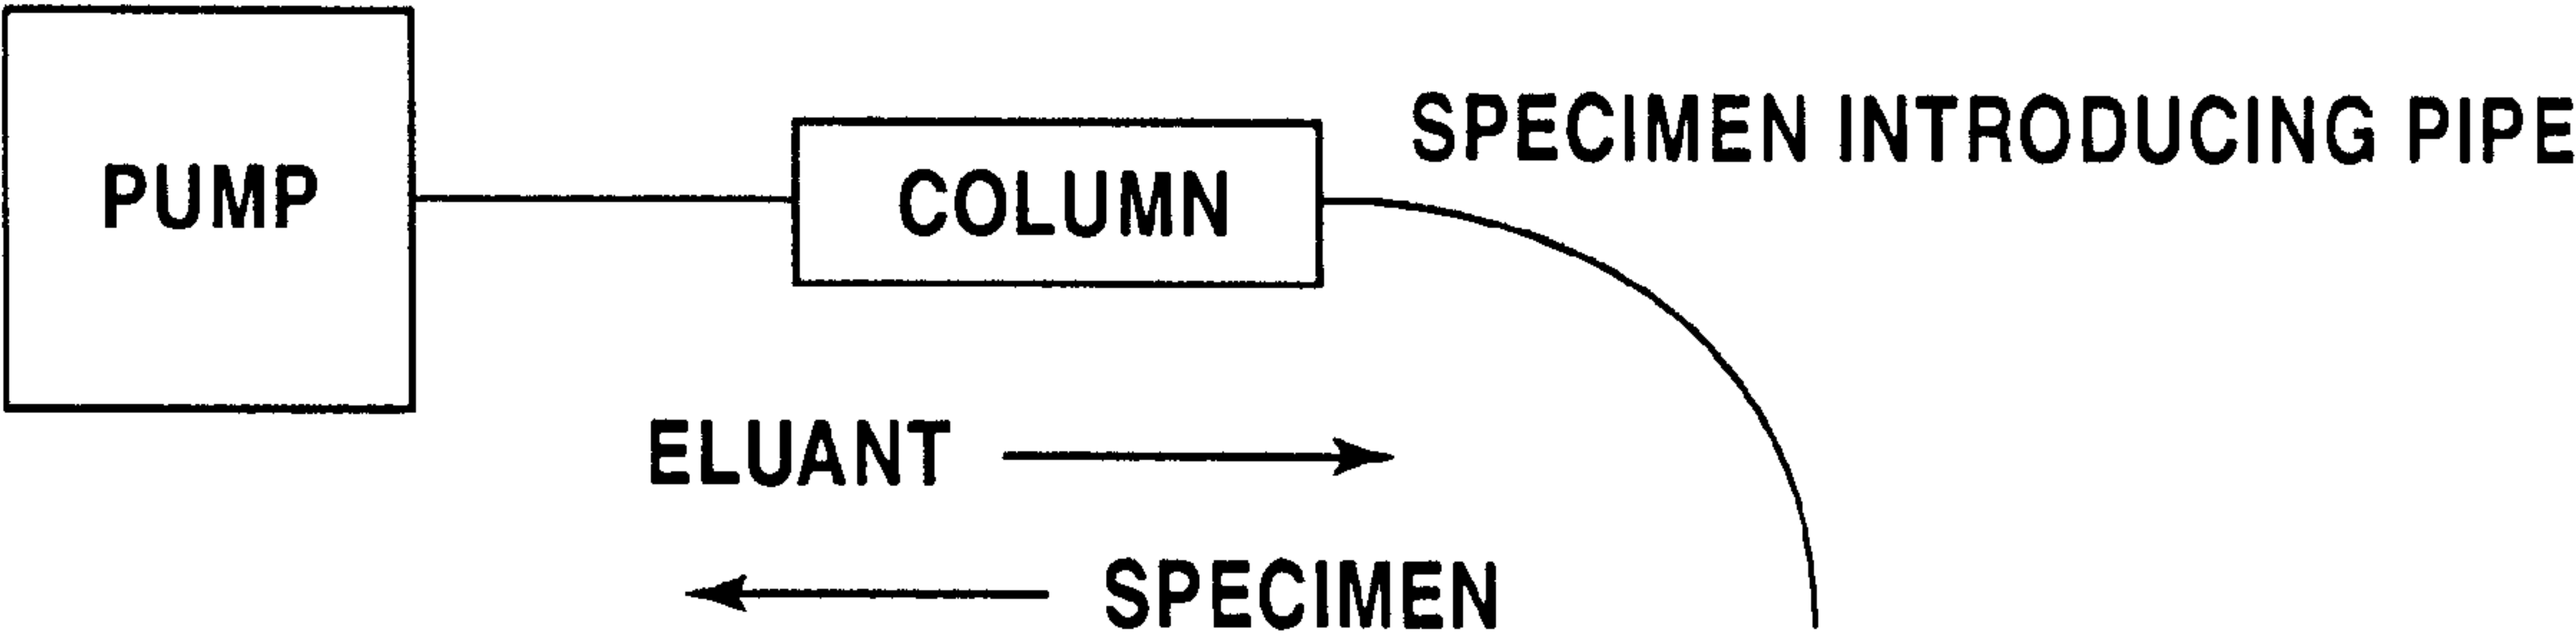 SPECIMEN INTRODUCING PIPE
PUMP
COLUMN
ELUANT
SPECIMEN